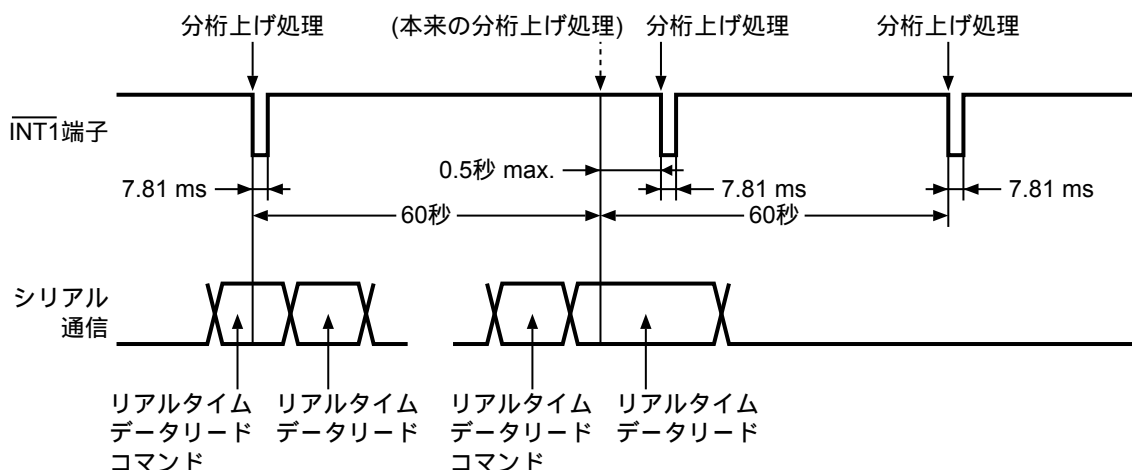 分桁上げ処理 (本来の分桁上げ処理) 分桁上げ処理 分桁上げ処理
INT1端子
0.5秒 max.
7.81 ms 7.81 ms 7.81 ms
60秒 60秒
シリアル
通信
リアルタイム
データリード
コマンド
リアルタイム
データリード
リアルタイム
データリード
コマンド
リアルタイム
データリード